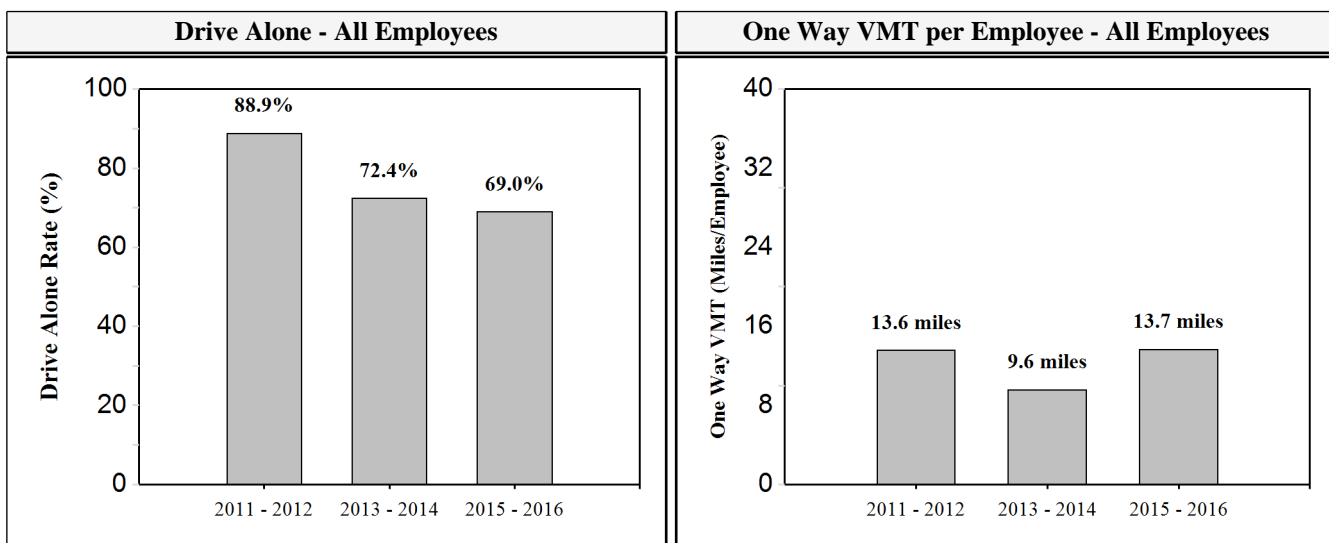 Drive Alone - All Employees
Drive Alone Rate (%)
100
80
60
40
20
0
88.9%
72.4%
69.0%
2011 - 2012
2013 - 2014
2015 - 2016
One Way VMT per Employee - All Employees
One Way VMT (Miles/Employee)
40
32
24
16
8
0
13.6 miles
9.6 miles
13.7 miles
2011 - 2012
2013 - 2014
2015 - 2016